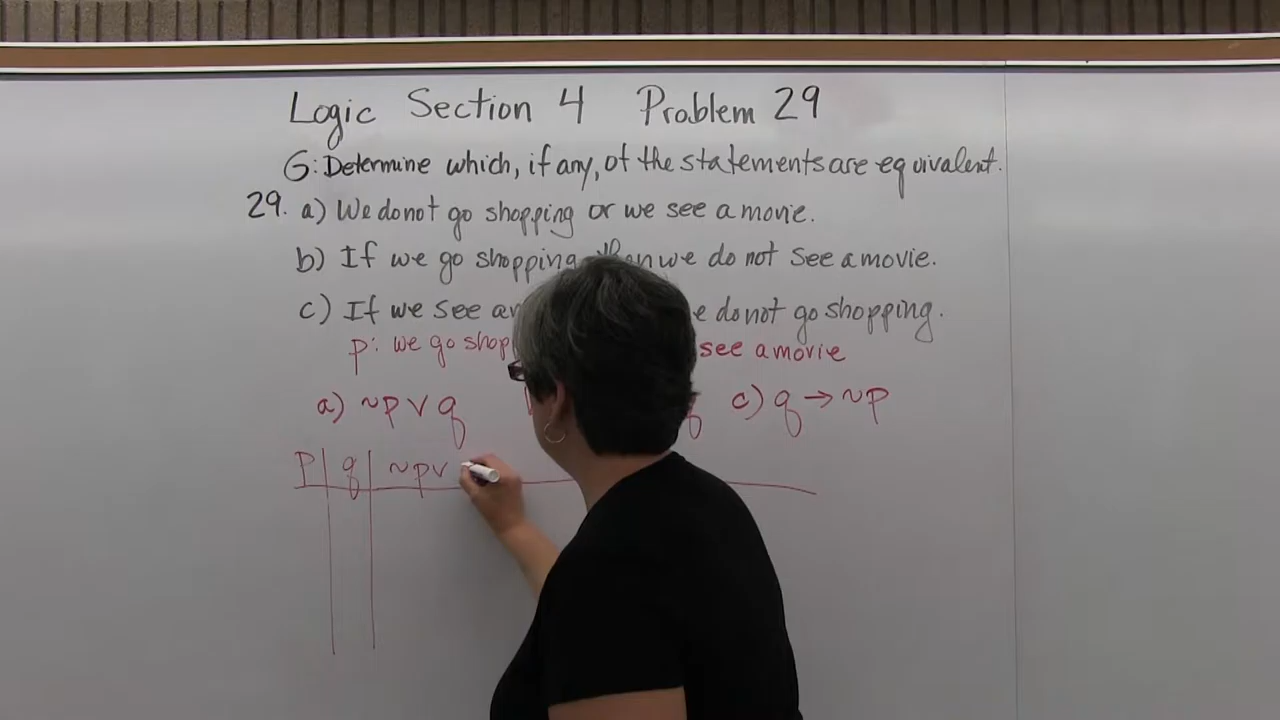 Logic Section 4 Problem 29
G: Determine which, if any, of the statements are equivalent.
29. a) We do not go shopping or we see a movie.
b) If we go shopping then we do not see a movie.
c) If we see a do not go shopping.
p: we go shop see a movie
a) ~p ∨ q c) q → ~p
p q ~p ∨